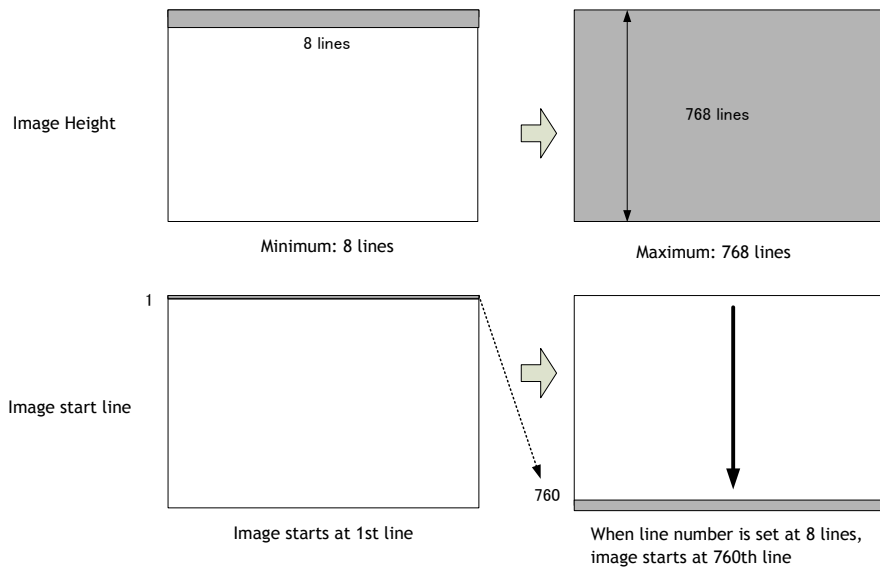 8 lines
Image Height
768 lines
Minimum: 8 lines
Maximum: 768 lines
1
Image start line
760
Image starts at 1st line
When line number is set at 8 lines,
image starts at 760th line